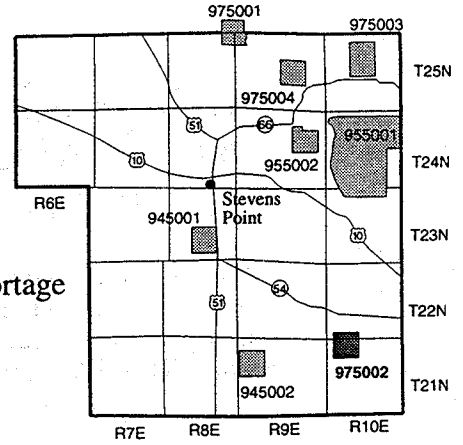 975001
975003
T25N
975004
51
66
955001
955002
T24N
10
R6E
Stevens
Point
945001
T23N
10
rtage
54
51
T22N
975002
945002
T21N
R7E
R8E
R9E
R10E